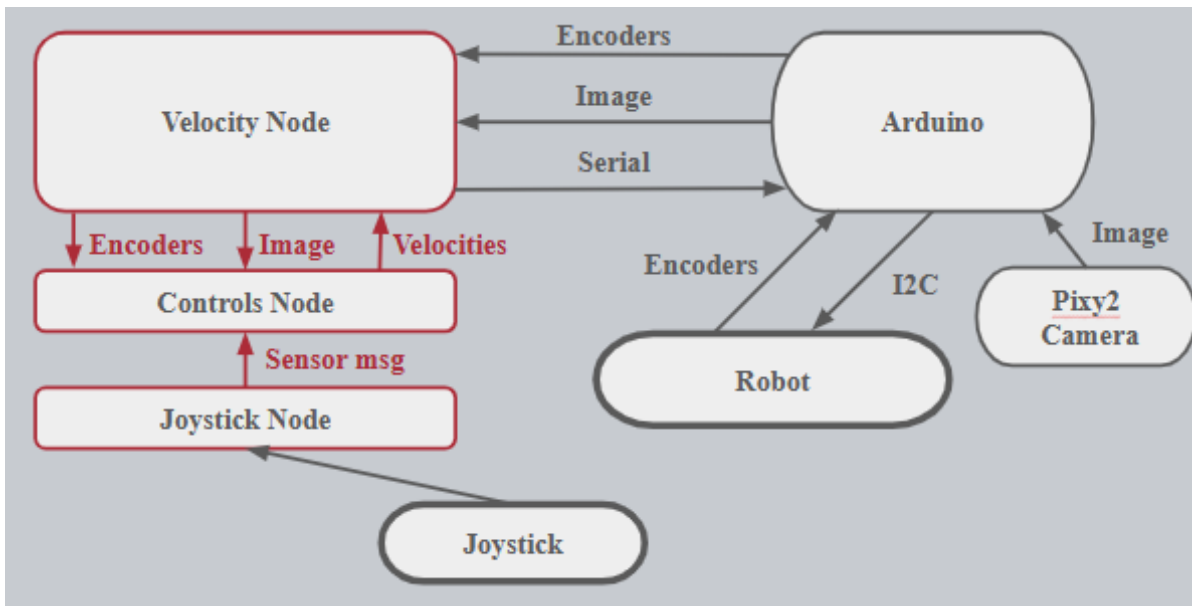 Encoders
Velocity Node
Image
Arduino
Serial
Encoders
Image
Velocities
Encoders
I2C
Image
Controls Node
Pixy2
Camera
Sensor msg
Robot
Joystick Node
Joystick